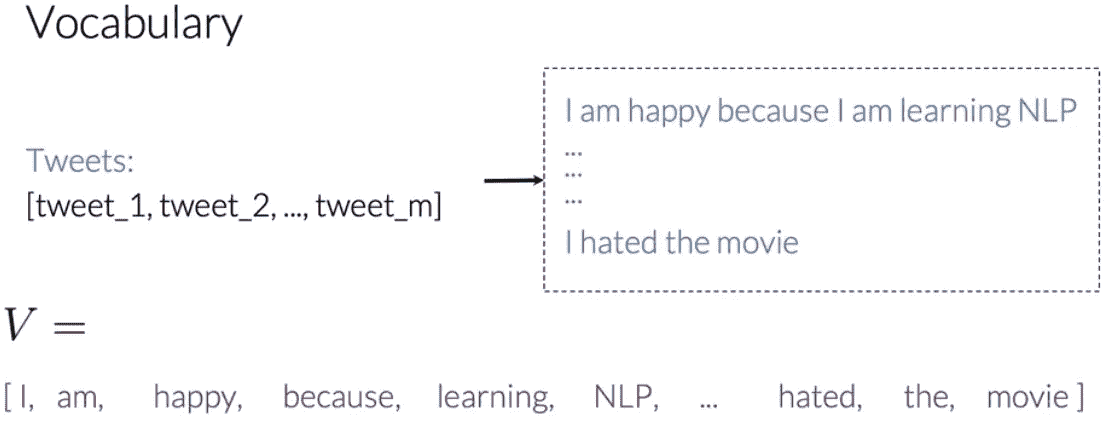 Vocabulary
Tweets:
[tweet_1, tweet_2, ..., tweet_m]
I am happy because I am learning NLP
...
...
...
I hated the movie
V =
[ I, am, happy, because, learning, NLP, ... hated, the, movie ]